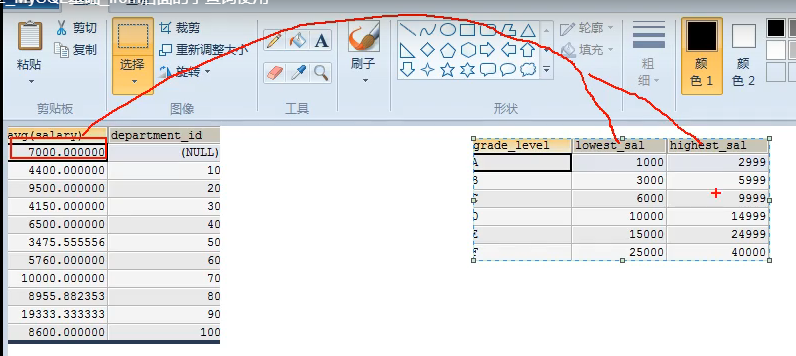 MySQL基础_from后面的子查询使用
粘贴
剪切
复制
剪贴板
选择
裁剪
重新调整大小
旋转
图像
A
工具
刷子
轮廓
填充
形状
粗
细
颜
色 1
颜
色 2
avg(salary) department_id
7000.000000 (NULL)
4400.000000 10
9500.000000 20
4150.000000 30
6500.000000 40
3475.555556 50
5760.000000 60
10000.000000 70
8955.882353 80
19333.333333 90
8600.000000 100
grade_level lowest_sal highest_sal
A 1000 2999
B 3000 5999
C 6000 9999
D 10000 14999
E 15000 24999
F 25000 40000